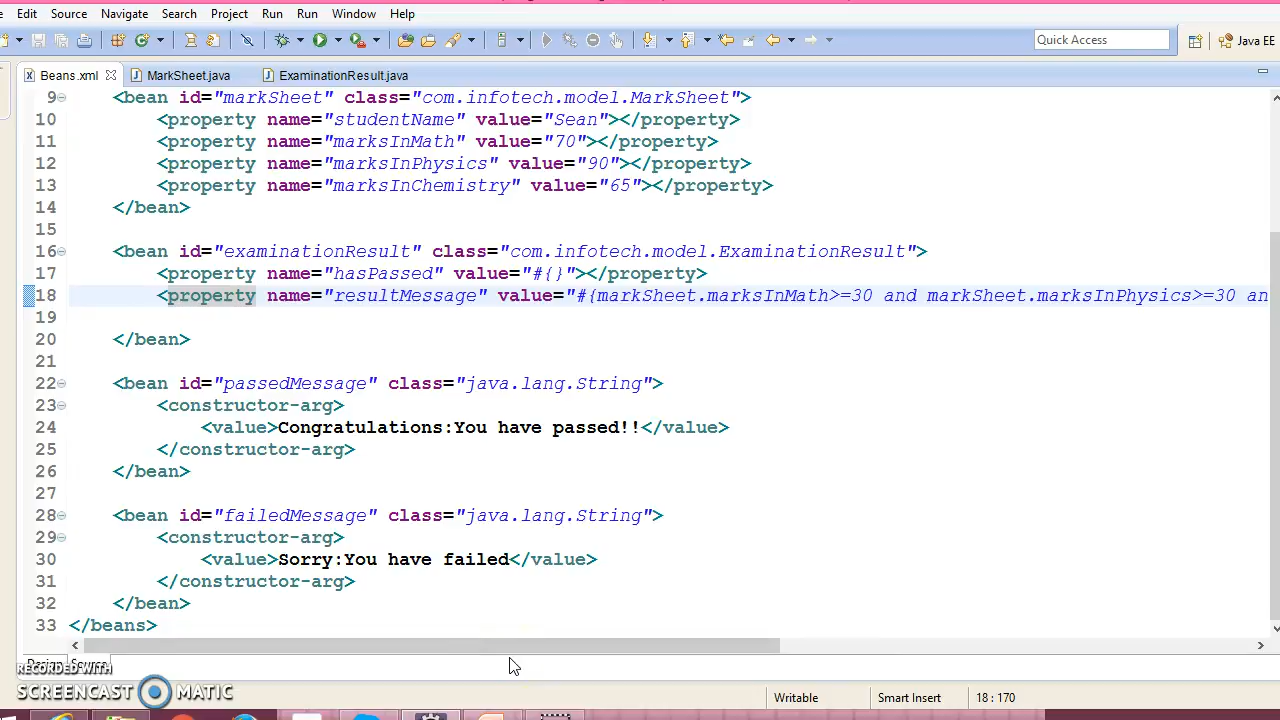 Edit Source Navigate Search Project Run Run Window Help
Quick Access
Java EE
Beans.xml MarkSheet.java ExaminationResult.java
9 <bean id="markSheet" class="com.infotech.model.MarkSheet">
10 <property name="studentName" value="Sean"></property>
11 <property name="marksInMath" value="70"></property>
12 <property name="marksInPhysics" value="90"></property>
13 <property name="marksInChemistry" value="65"></property>
14 </bean>
15
16 <bean id="examinationResult" class="com.infotech.model.ExaminationResult">
17 <property name="hasPassed" value="#{}"></property>
18 <property name="resultMessage" value="#{markSheet.marksInMath>=30 and markSheet.marksInPhysics>=30 an
19
20 </bean>
21
22 <bean id="passedMessage" class="java.lang.String">
23 <constructor-arg>
24 <value>Congratulations:You have passed!!</value>
25 </constructor-arg>
26 </bean>
27
28 <bean id="failedMessage" class="java.lang.String">
29 <constructor-arg>
30 <value>Sorry:You have failed</value>
31 </constructor-arg>
32 </bean>
33 </beans>
RECORDED WITH
SCREENCAST MATIC
Writable Smart Insert 18 : 170